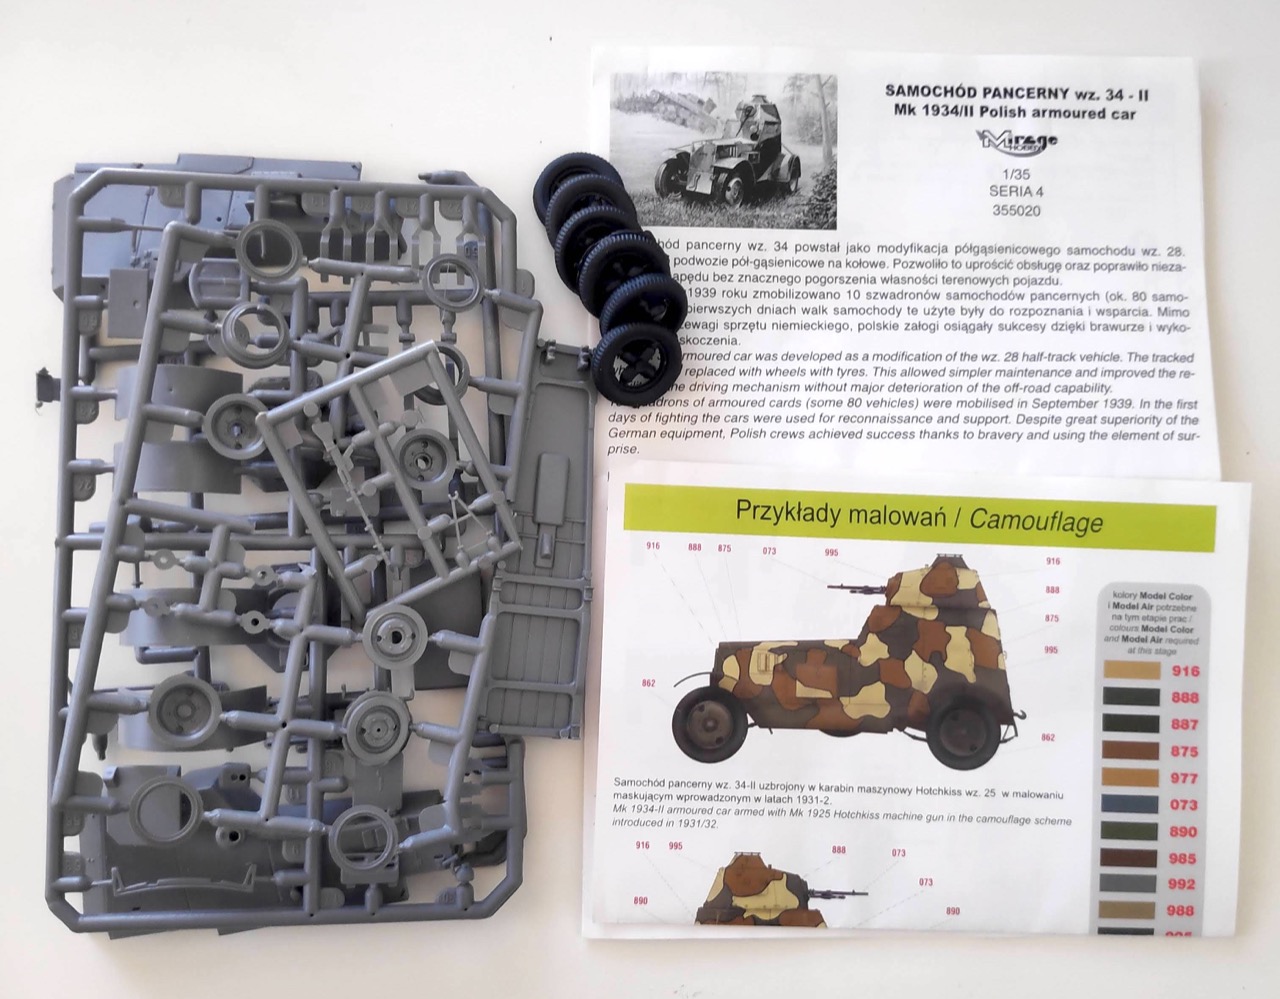 SAMOCHÓD PANCERNY wz. 34 - II
Mk 1934/II Polish armoured car
Mirage
HOBBY
1/35
SERIA 4
355020
hód pancerny wz. 34 powstał jako modyfikacja półgąsienicowego samochodu wz. 28.
podwozie pół-gąsienicowe na kołowe. Pozwoliło to uprościć obsługę oraz poprawiło nieza-
apędu bez znacznego pogorszenia własności terenowych pojazdu.
1939 roku zmobilizowano 10 szwadronów samochodów pancernych (ok. 80 samo-
pierwszych dniach walk samochody te użyte były do rozpoznania i wsparcia. Mimo
ewagi sprzętu niemieckiego, polskie załogi osiągały sukcesy dzięki brawurze i wyko-
skoczenia.
rmoured car was developed as a modification of the wz. 28 half-track vehicle. The tracked
replaced with wheels with tyres. This allowed simpler maintenance and improved the re-
he driving mechanism without major deterioration of the off-road capability.
drons of armoured cards (some 80 vehicles) were mobilised in September 1939. In the first
days of fighting the cars were used for reconnaissance and support. Despite great superiority of the
German equipment, Polish crews achieved success thanks to bravery and using the element of sur-
prise.
Przykłady malowań / Camouflage
916 888 875 073 995 916
888
875
995
862
862
kolory Model Color
i Model Air potrzebne
na tym etapie prac /
colours Model Color
and Model Air required
at this stage
916
888
887
875
977
073
890
985
992
988
Samochód pancerny wz. 34-II uzbrojony w karabin maszynowy Hotchkiss wz. 25 w malowaniu
maskującym wprowadzonym w latach 1931-2.
Mk 1934-II armoured car armed with Mk 1925 Hotchkiss machine gun in the camouflage scheme
introduced in 1931/32.
916 995 888 073
073
890 890